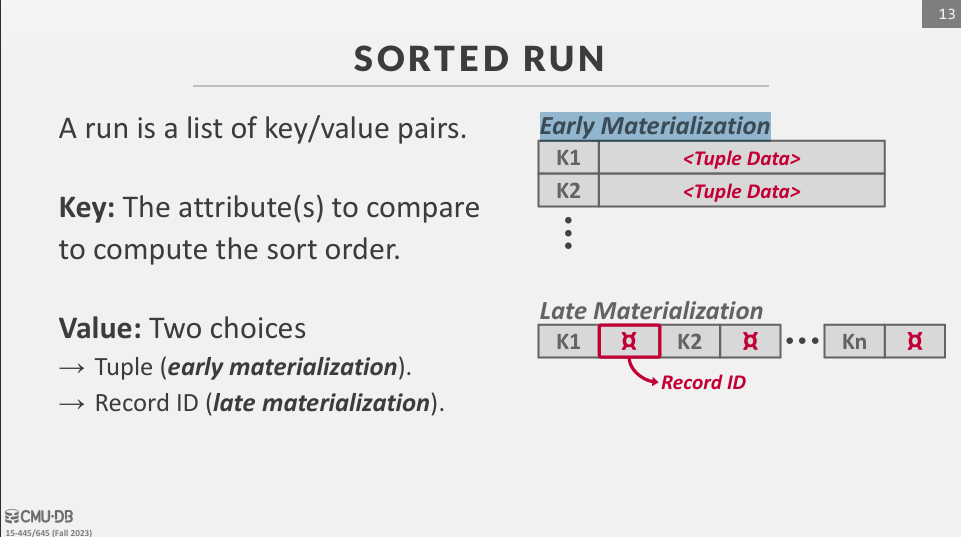 13
SORTED RUN
A run is a list of key/value pairs.
Key: The attribute(s) to compare
to compute the sort order.
Value: Two choices
→ Tuple (early materialization).
→ Record ID (late materialization).
Early Materialization
K1 <Tuple Data>
K2 <Tuple Data>
Late Materialization
K1 ¤ K2 ¤ ••• Kn ¤
Record ID
CMU·DB
15-445/645 (Fall 2023)